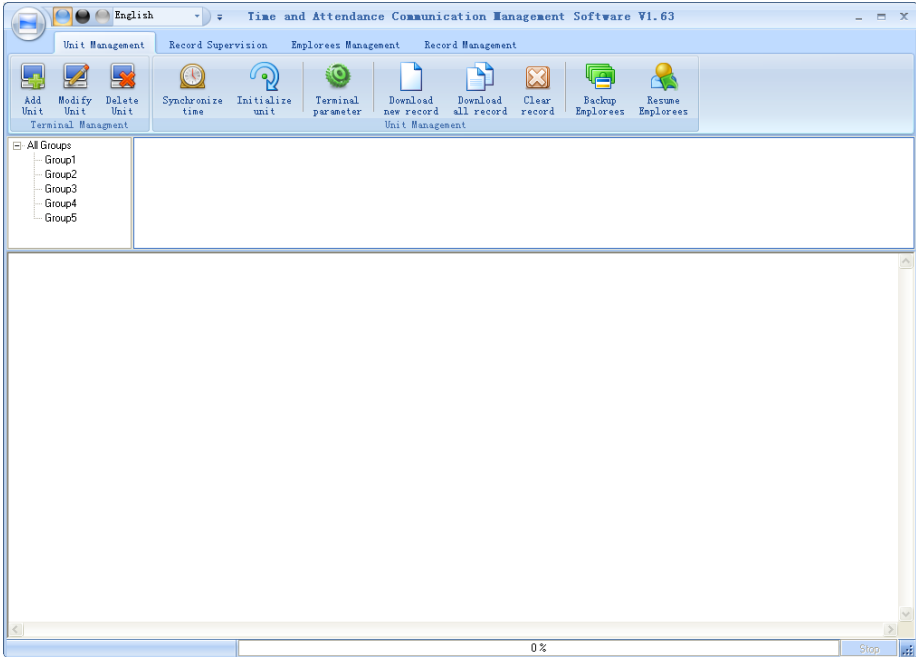 English
Time and Attendance Communication Management Software V1.63
Unit Management Record Supervision Emplorees Management Record Management
Add Unit
Modify Unit
Delete Unit
Synchronize time
Initialize unit
Terminal parameter
Download new record
Download all record
Clear record
Backup Emplorees
Resume Emplorees
Terminal Managment
Unit Management
All Groups
Group1
Group2
Group3
Group4
Group5
0%
Stop